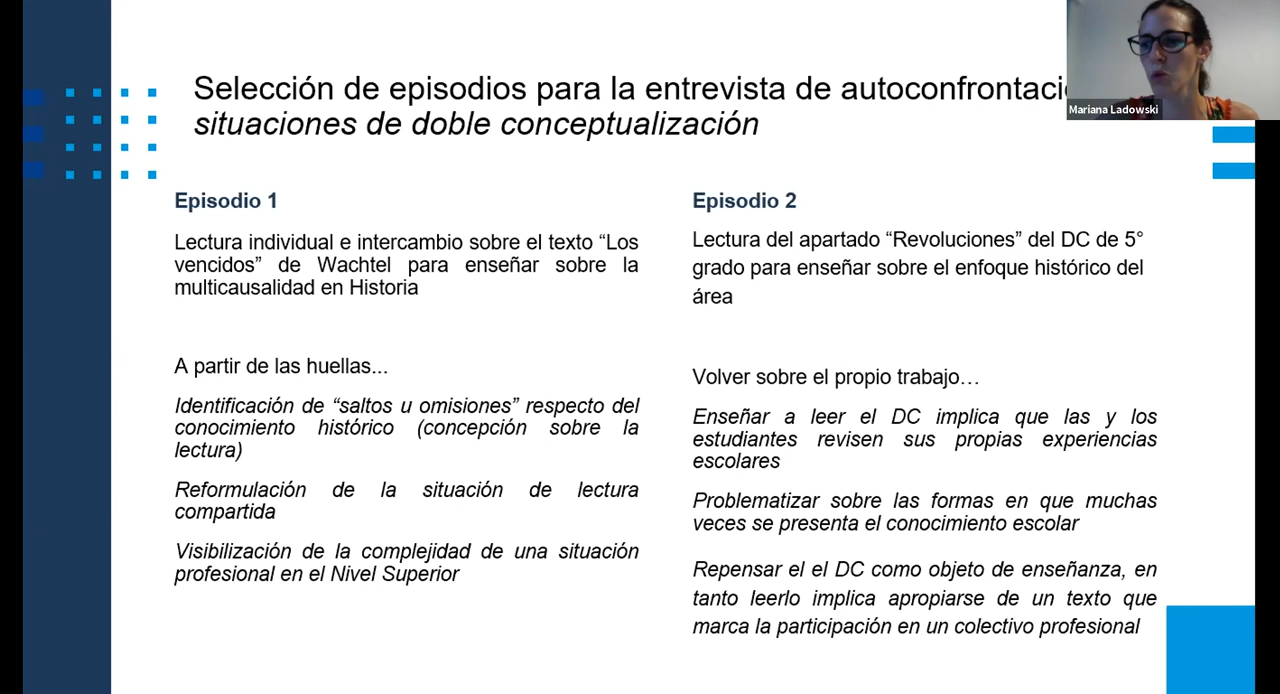 Selección de episodios para la entrevista de autoconfrontaci
situaciones de doble conceptualización
Mariana Ladowski
Episodio 1
Lectura individual e intercambio sobre el texto “Los
vencidos” de Wachtel para enseñar sobre la
multicausalidad en Historia
A partir de las huellas...
Identificación de “saltos u omisiones” respecto del
conocimiento histórico (concepción sobre la
lectura)
Reformulación de la situación de lectura
compartida
Visibilización de la complejidad de una situación
profesional en el Nivel Superior
Episodio 2
Lectura del apartado “Revoluciones” del DC de 5°
grado para enseñar sobre el enfoque histórico del
área
Volver sobre el propio trabajo…
Enseñar a leer el DC implica que las y los
estudiantes revisen sus propias experiencias
escolares
Problematizar sobre las formas en que muchas
veces se presenta el conocimiento escolar
Repensar el el DC como objeto de enseñanza, en
tanto leerlo implica apropiarse de un texto que
marca la participación en un colectivo profesional